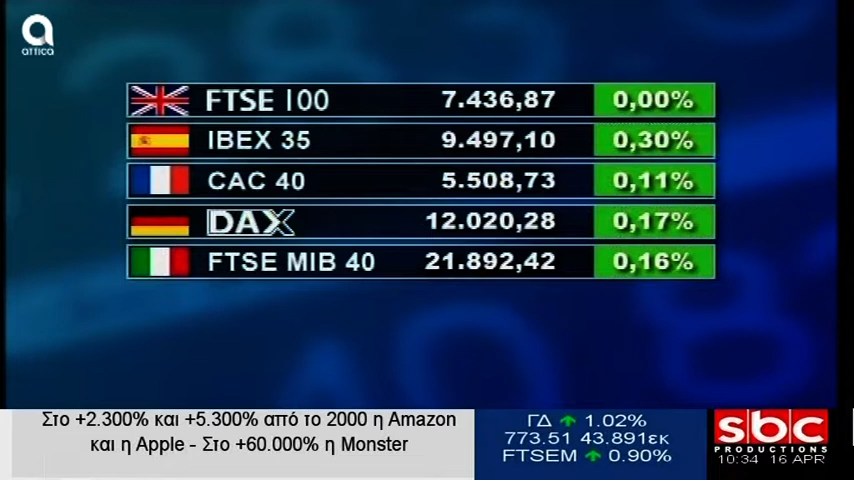 αττιca
FTSE 100 7.436,87 0,00%
IBEX 35 9.497,10 0,30%
CAC 40 5.508,73 0,11%
DAX 12.020,28 0,17%
FTSE MIB 40 21.892,42 0,16%
Στο +2.300% και +5.300% από το 2000 η Amazon
και η Apple - Στο +60.000% η Monster
ΓΔ 1.02%
773.51 43.891εκ
FTSEM 0.90%
sbc
PRODUCTIONS
10:34 16 APR